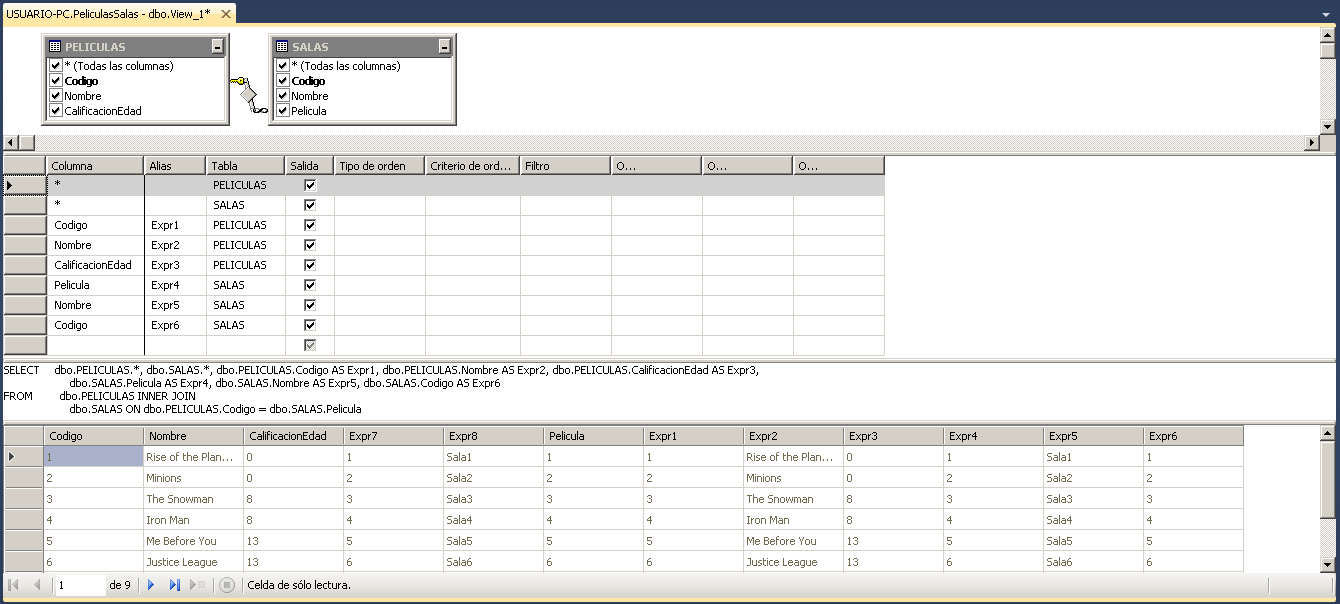 USUARIO-PC.PeliculasSalas - dbo.View_1*
PELICULAS
* (Todas las columnas)
Codigo
Nombre
CalificacionEdad
SALAS
* (Todas las columnas)
Codigo
Nombre
Pelicula
Columna Alias Tabla Salida Tipo de orden Criterio de ord... Filtro O... O... O...
* PELICULAS
* SALAS
Codigo Expr1 PELICULAS
Nombre Expr2 PELICULAS
CalificacionEdad Expr3 PELICULAS
Pelicula Expr4 SALAS
Nombre Expr5 SALAS
Codigo Expr6 SALAS
SELECT dbo.PELICULAS.*, dbo.SALAS.*, dbo.PELICULAS.Codigo AS Expr1, dbo.PELICULAS.Nombre AS Expr2, dbo.PELICULAS.CalificacionEdad AS Expr3,
dbo.SALAS.Pelicula AS Expr4, dbo.SALAS.Nombre AS Expr5, dbo.SALAS.Codigo AS Expr6
FROM dbo.PELICULAS INNER JOIN
dbo.SALAS ON dbo.PELICULAS.Codigo = dbo.SALAS.Pelicula
Codigo Nombre CalificacionEdad Expr7 Expr8 Pelicula Expr1 Expr2 Expr3 Expr4 Expr5 Expr6
1 Rise of the Plan... 0 1 Sala1 1 1 Rise of the Plan... 0 1 Sala1 1
2 Minions 0 2 Sala2 2 2 Minions 0 2 Sala2 2
3 The Snowman 8 3 Sala3 3 3 The Snowman 8 3 Sala3 3
4 Iron Man 8 4 Sala4 4 4 Iron Man 8 4 Sala4 4
5 Me Before You 13 5 Sala5 5 5 Me Before You 13 5 Sala5 5
6 Justice League 13 6 Sala6 6 6 Justice League 13 6 Sala6 6
1 de 9 Celda de sólo lectura.